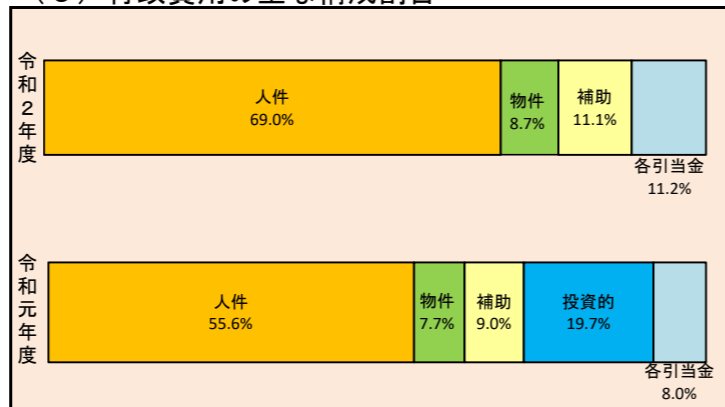 令和2年度
人件
69.0%
物件
8.7%
補助
11.1%
各引当金
11.2%
令和元年度
人件
55.6%
物件
7.7%
補助
9.0%
投資的
19.7%
各引当金
8.0%